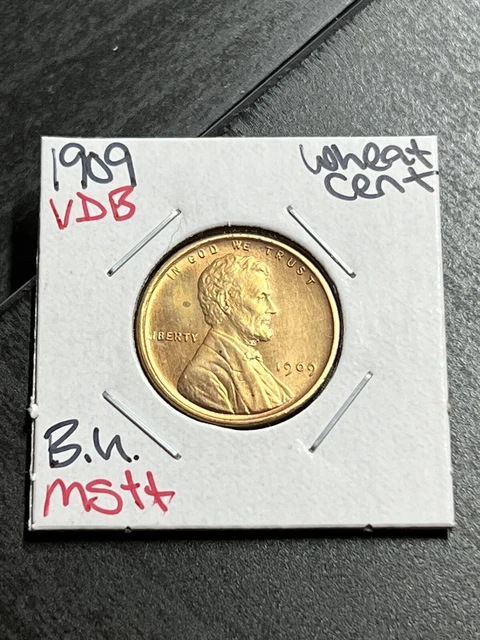 1909
VDB
wheat
cent
IN GOD WE TRUST
LIBERTY
1909
B.U.
MS++